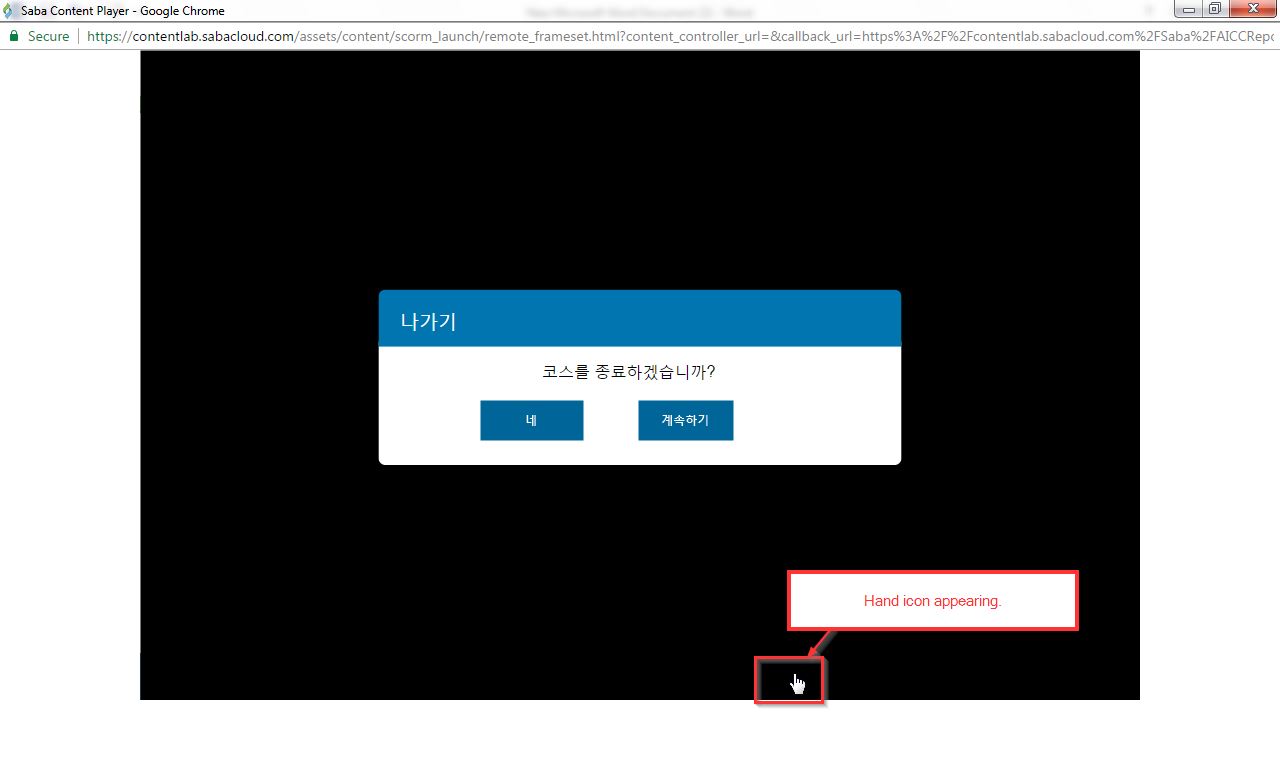 Saba Content Player - Google Chrome
Secure
https://contentlab.sabacloud.com/assets/content/scorm_launch/remote_frameset.html?content_controller_url=&callback_url=https%3A%2F%2Fcontentlab.sabacloud.com%2FSaba%2FAICCRepo
나가기
코스를 종료하겠습니까?
네
계속하기
Hand icon appearing.